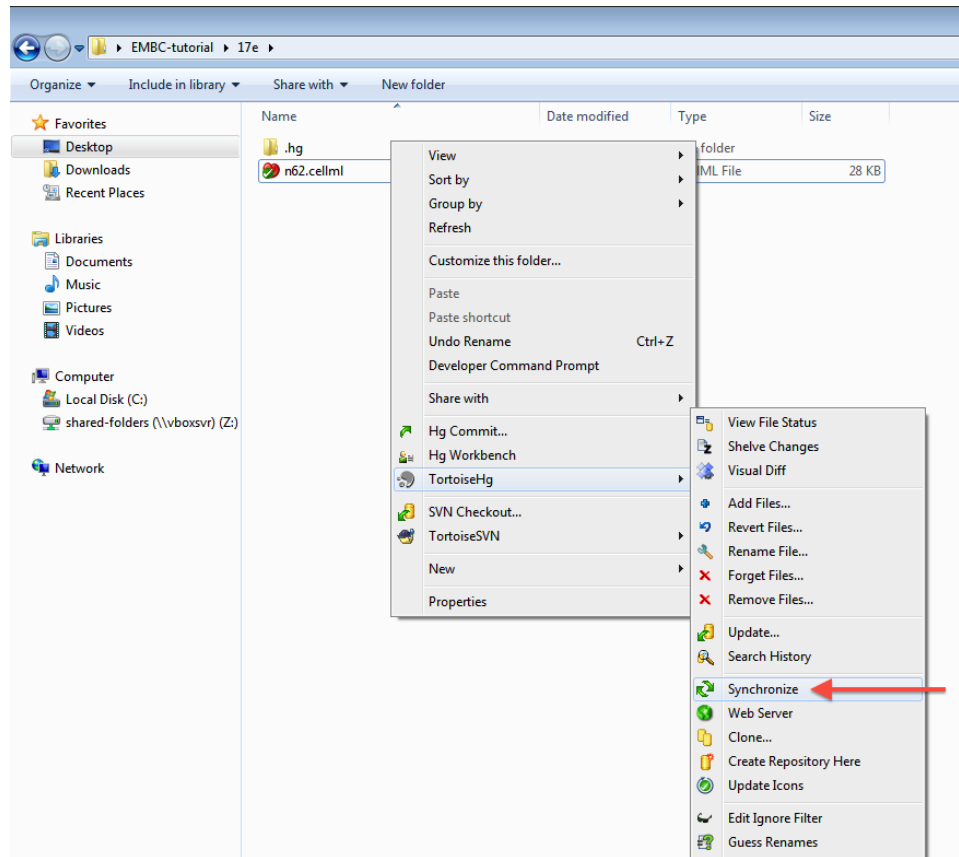 EMBC-tutorial 17e
Organize Include in library Share with New folder
Name Date modified Type Size
Favorites
Desktop
Downloads
Recent Places
Libraries
Documents
Music
Pictures
Videos
Computer
Local Disk (C:)
shared-folders (\\vboxsvr) (Z:)
Network
.hg folder
n62.cellml ML File 28 KB
View
Sort by
Group by
Refresh
Customize this folder...
Paste
Paste shortcut
Undo Rename Ctrl+Z
Developer Command Prompt
Share with
Hg Commit...
Hg Workbench
TortoiseHg
SVN Checkout...
TortoiseSVN
New
Properties
View File Status
Shelve Changes
Visual Diff
Add Files...
Revert Files...
Rename File...
Forget Files...
Remove Files...
Update...
Search History
Synchronize
Web Server
Clone...
Create Repository Here
Update Icons
Edit Ignore Filter
Guess Renames